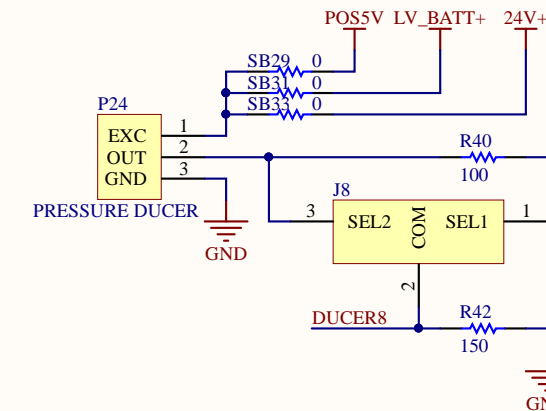 POS5V LV_BATT+ 24V+
SB29 0
SB31 0
SB33 0
P24
EXC 1
OUT 2
GND 3
PRESSURE DUCER
GND
R40
100
J8
3 SEL2 COM SEL1 1
2
DUCER8
R42
150